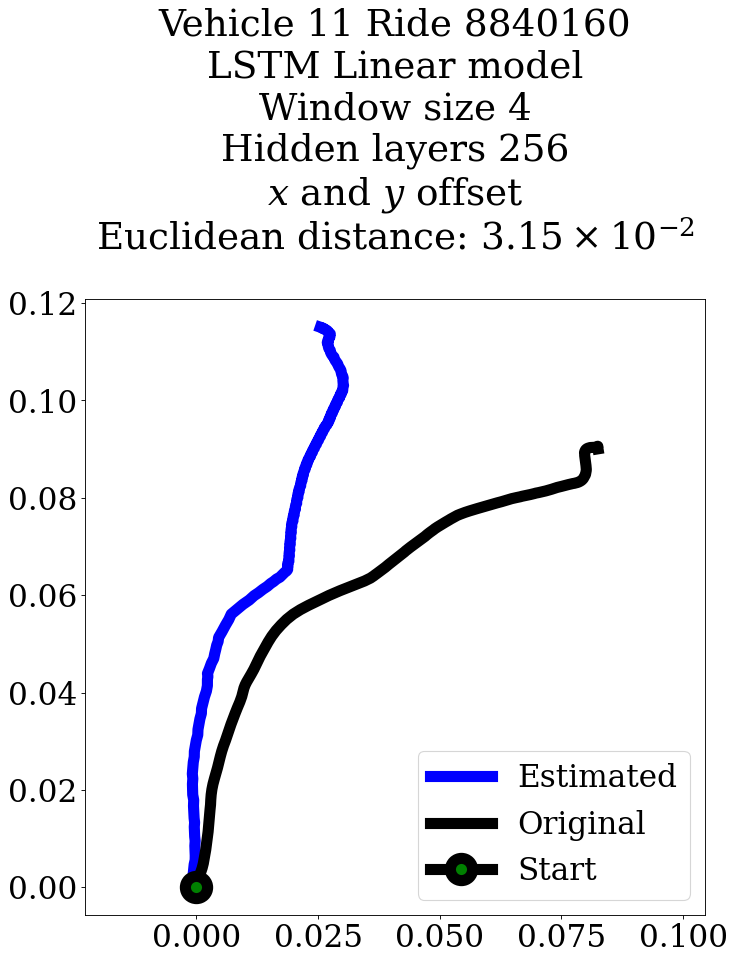 Vehicle 11 Ride 8840160
LSTM Linear model
Window size 4
Hidden layers 256
x and y offset
Euclidean distance: 3.15 × 10⁻²
0.12
0.10
0.08
0.06
0.04
0.02
0.00
Estimated
Original
Start
0.000 0.025 0.050 0.075 0.100